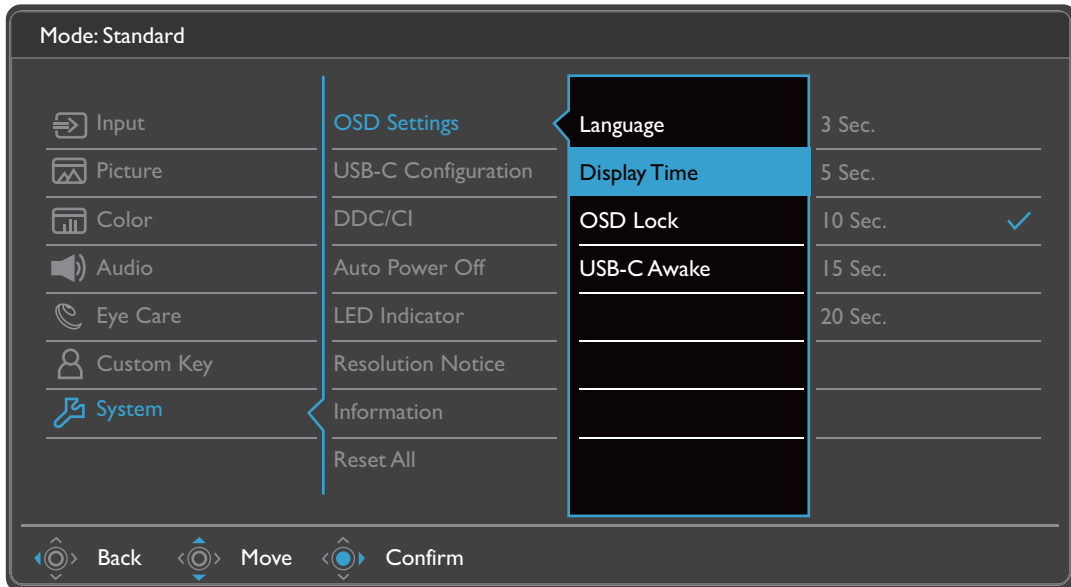 Mode: Standard
Input
Picture
Color
Audio
Eye Care
Custom Key
System
OSD Settings
USB-C Configuration
DDC/CI
Auto Power Off
LED Indicator
Resolution Notice
Information
Reset All
Language
Display Time
OSD Lock
USB-C Awake
3 Sec.
5 Sec.
10 Sec.
15 Sec.
20 Sec.
Back Move Confirm